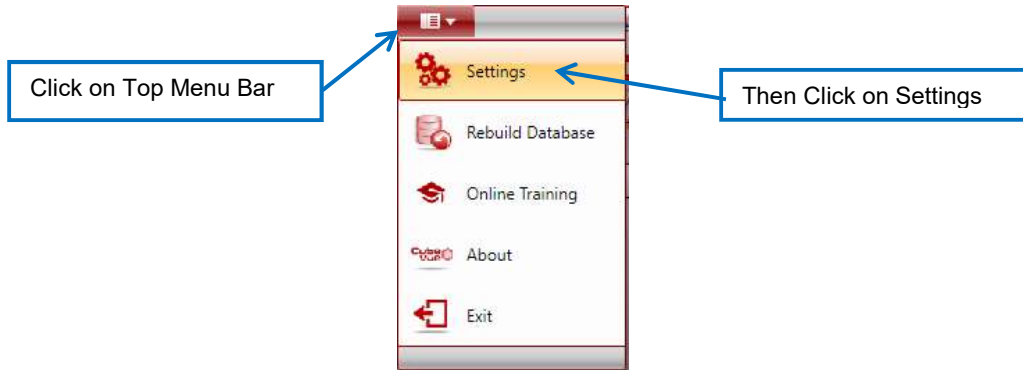 Click on Top Menu Bar
Settings
Then Click on Settings
Rebuild Database
Online Training
About
Exit